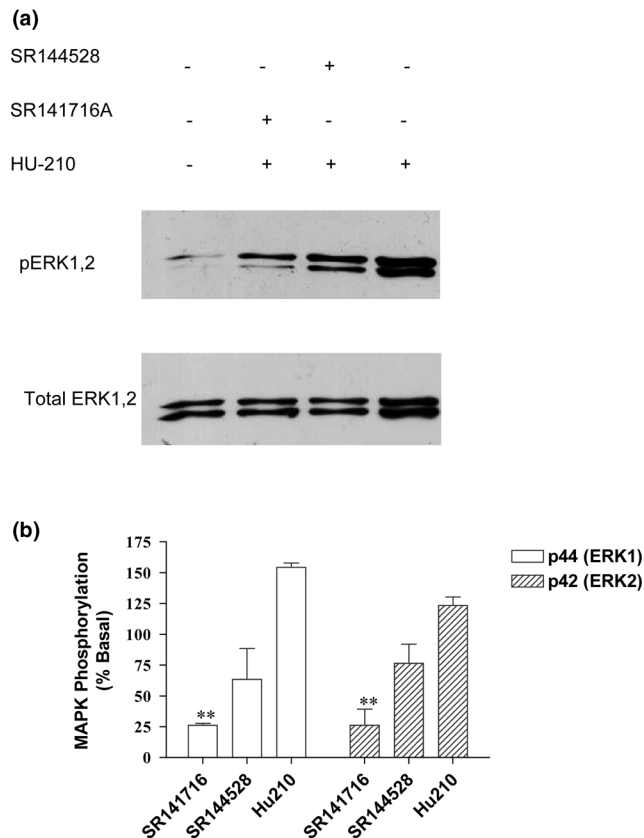 (a)
SR144528 - - + -
SR141716A - + - -
HU-210 - + + +
pERK1,2
Total ERK1,2
(b)
MAPK Phosphorylation
(% Basal)
175
150
125
100
75
50
25
0
** **
SR141716 SR144528 Hu210 SR141716 SR144528 Hu210
p44 (ERK1)
p42 (ERK2)